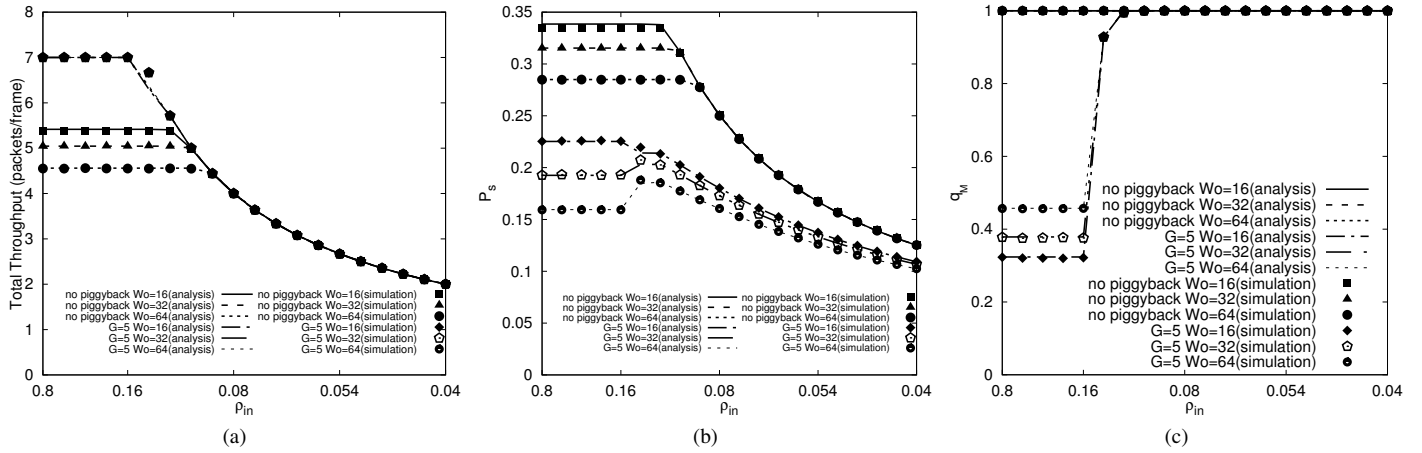 Total Throughput (packets/frame)
8
7
6
5
4
3
2
1
0
no piggyback Wo=16(analysis) no piggyback Wo=16(simulation)
no piggyback Wo=32(analysis) no piggyback Wo=32(simulation)
no piggyback Wo=64(analysis) no piggyback Wo=64(simulation)
G=5 Wo=16(analysis) G=5 Wo=16(simulation)
G=5 Wo=32(analysis) G=5 Wo=32(simulation)
G=5 Wo=64(analysis) G=5 Wo=64(simulation)
0.8 0.16 0.08 0.054 0.04
ρin
(a)
Ps
0.35
0.3
0.25
0.2
0.15
0.1
0.05
0
no piggyback Wo=16(analysis) no piggyback Wo=16(simulation)
no piggyback Wo=32(analysis) no piggyback Wo=32(simulation)
no piggyback Wo=64(analysis) no piggyback Wo=64(simulation)
G=5 Wo=16(analysis) G=5 Wo=16(simulation)
G=5 Wo=32(analysis) G=5 Wo=32(simulation)
G=5 Wo=64(analysis) G=5 Wo=64(simulation)
0.8 0.16 0.08 0.054 0.04
ρin
(b)
qM
1
0.8
0.6
0.4
0.2
0
no piggyback Wo=16(analysis)
no piggyback Wo=32(analysis)
no piggyback Wo=64(analysis)
G=5 Wo=16(analysis)
G=5 Wo=32(analysis)
G=5 Wo=64(analysis)
no piggyback Wo=16(simulation)
no piggyback Wo=32(simulation)
no piggyback Wo=64(simulation)
G=5 Wo=16(simulation)
G=5 Wo=32(simulation)
G=5 Wo=64(simulation)
0.8 0.16 0.08 0.054 0.04
ρin
(c)